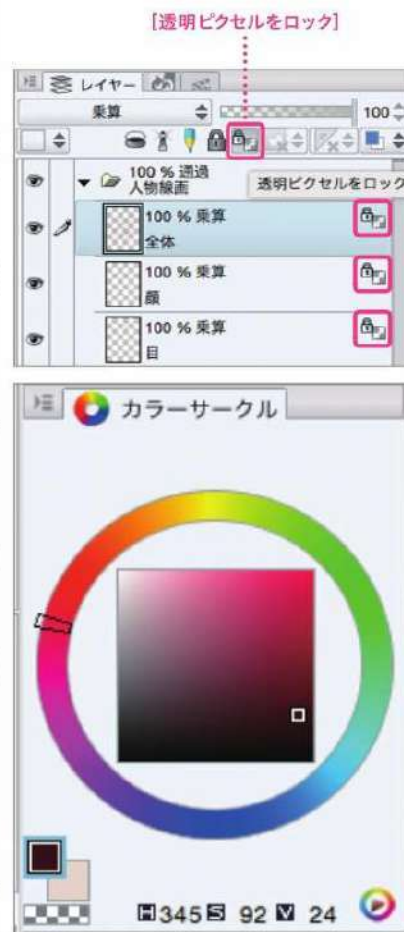 [透明ピクセルをロック]
レイヤー
乗算
100
100 % 通過
人物線画
透明ピクセルをロック
100 % 乗算
全体
100 % 乗算
顔
100 % 乗算
目
カラーサークル
H 345 S 92 V 24